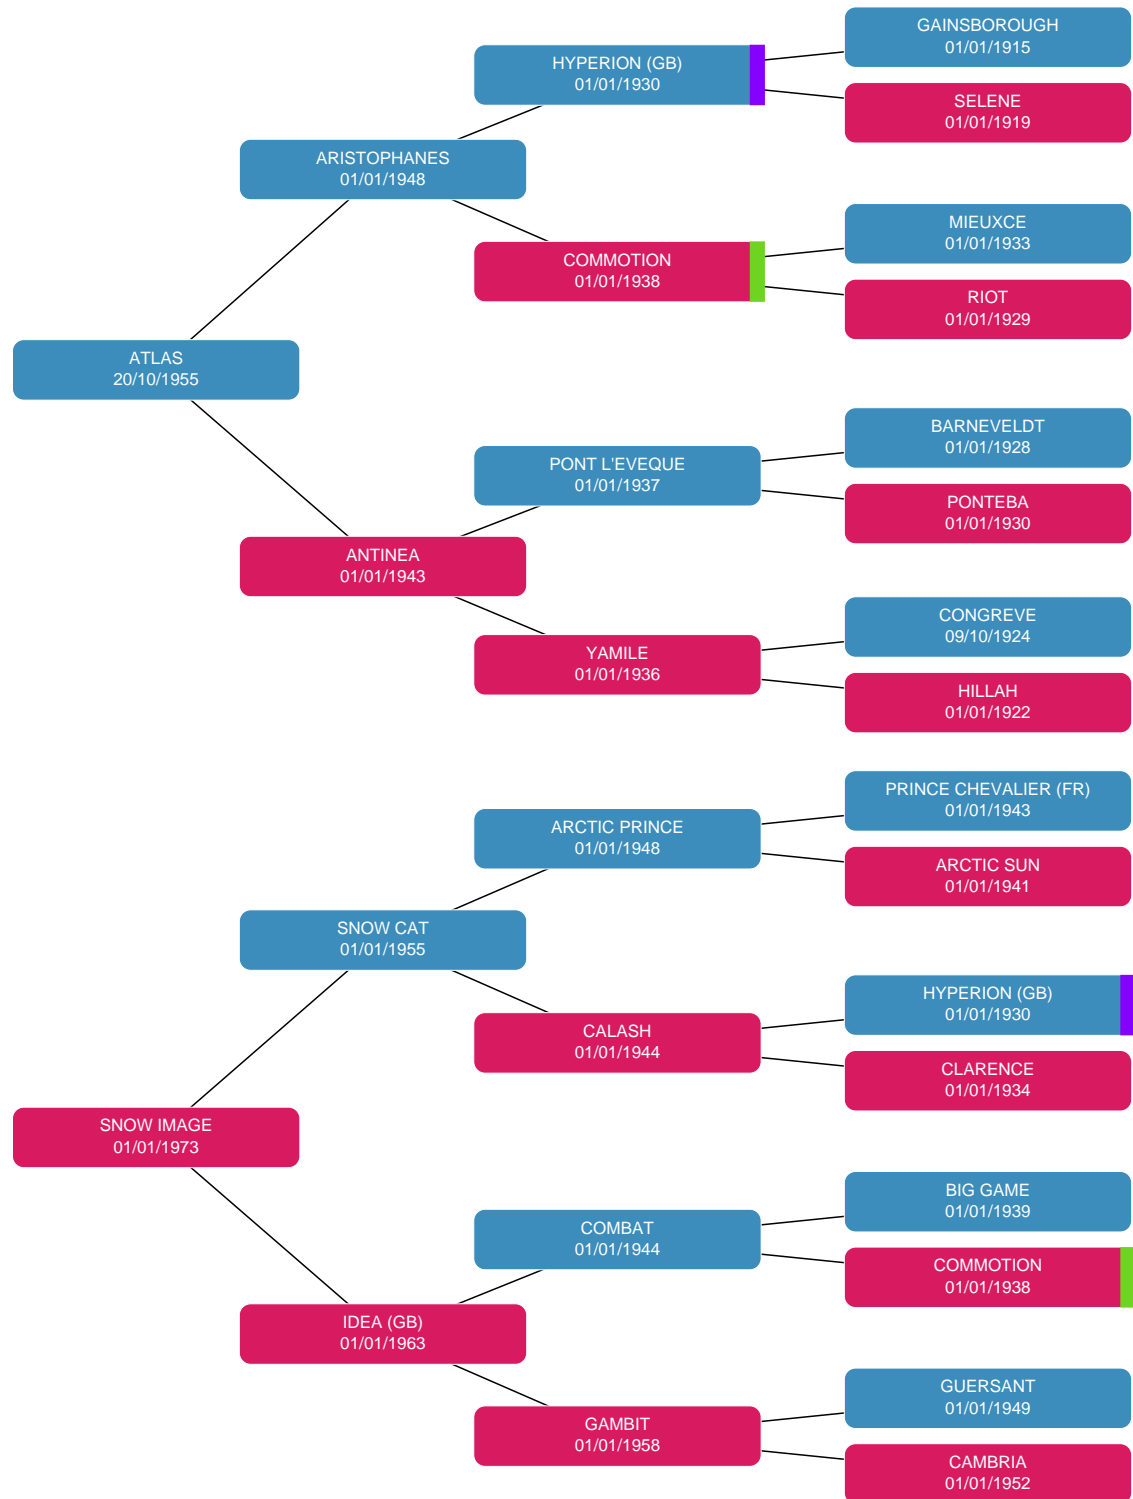 GAINSBOROUGH
01/01/1915
HYPERION (GB)
01/01/1930
SELENE
01/01/1919
ARISTOPHANES
01/01/1948
MIEUXCE
01/01/1933
COMMOTION
01/01/1938
RIOT
01/01/1929
ATLAS
20/10/1955
BARNEVELDT
01/01/1928
PONT L'EVEQUE
01/01/1937
PONTEBA
01/01/1930
ANTINEA
01/01/1943
CONGREVE
09/10/1924
YAMILE
01/01/1936
HILLAH
01/01/1922
PRINCE CHEVALIER (FR)
01/01/1943
ARCTIC PRINCE
01/01/1948
ARCTIC SUN
01/01/1941
SNOW CAT
01/01/1955
HYPERION (GB)
01/01/1930
CALASH
01/01/1944
CLARENCE
01/01/1934
SNOW IMAGE
01/01/1973
BIG GAME
01/01/1939
COMBAT
01/01/1944
COMMOTION
01/01/1938
IDEA (GB)
01/01/1963
GUERSANT
01/01/1949
GAMBIT
01/01/1958
CAMBRIA
01/01/1952